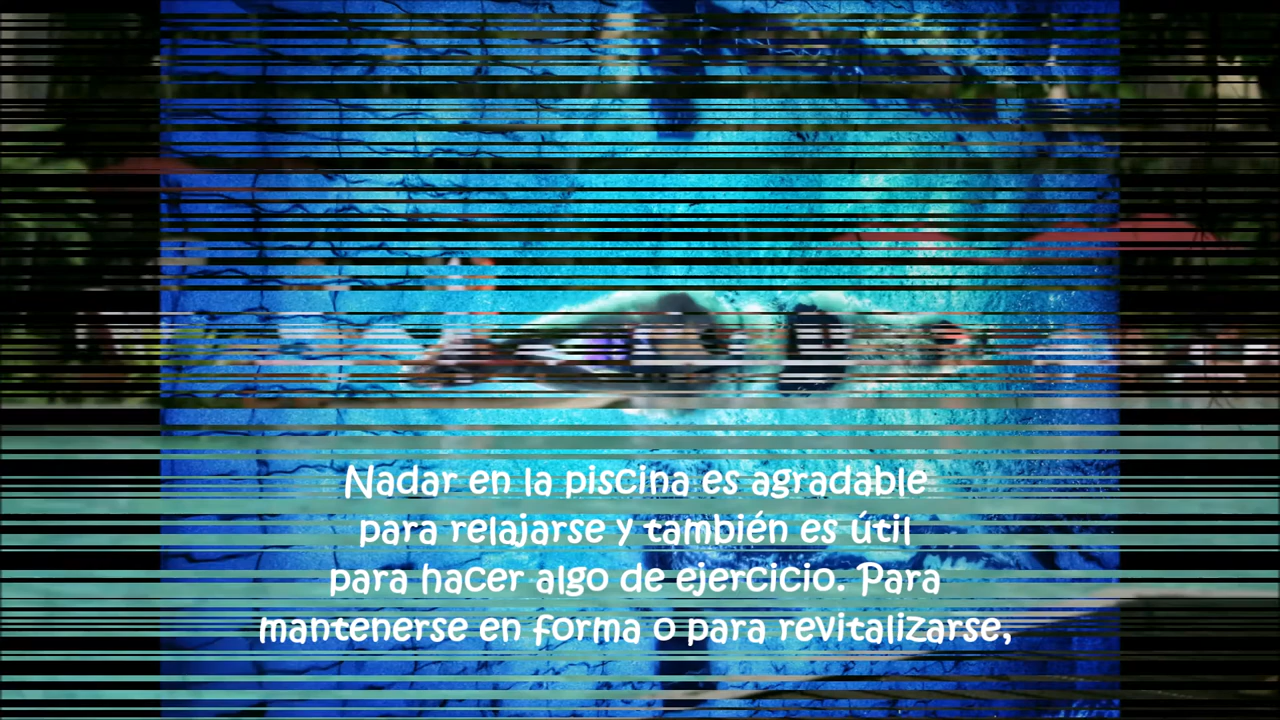 Nadar en la piscina es agradable
para relajarse y también es útil
para hacer algo de ejercicio. Para
mantenerse en forma o para revitalizarse,